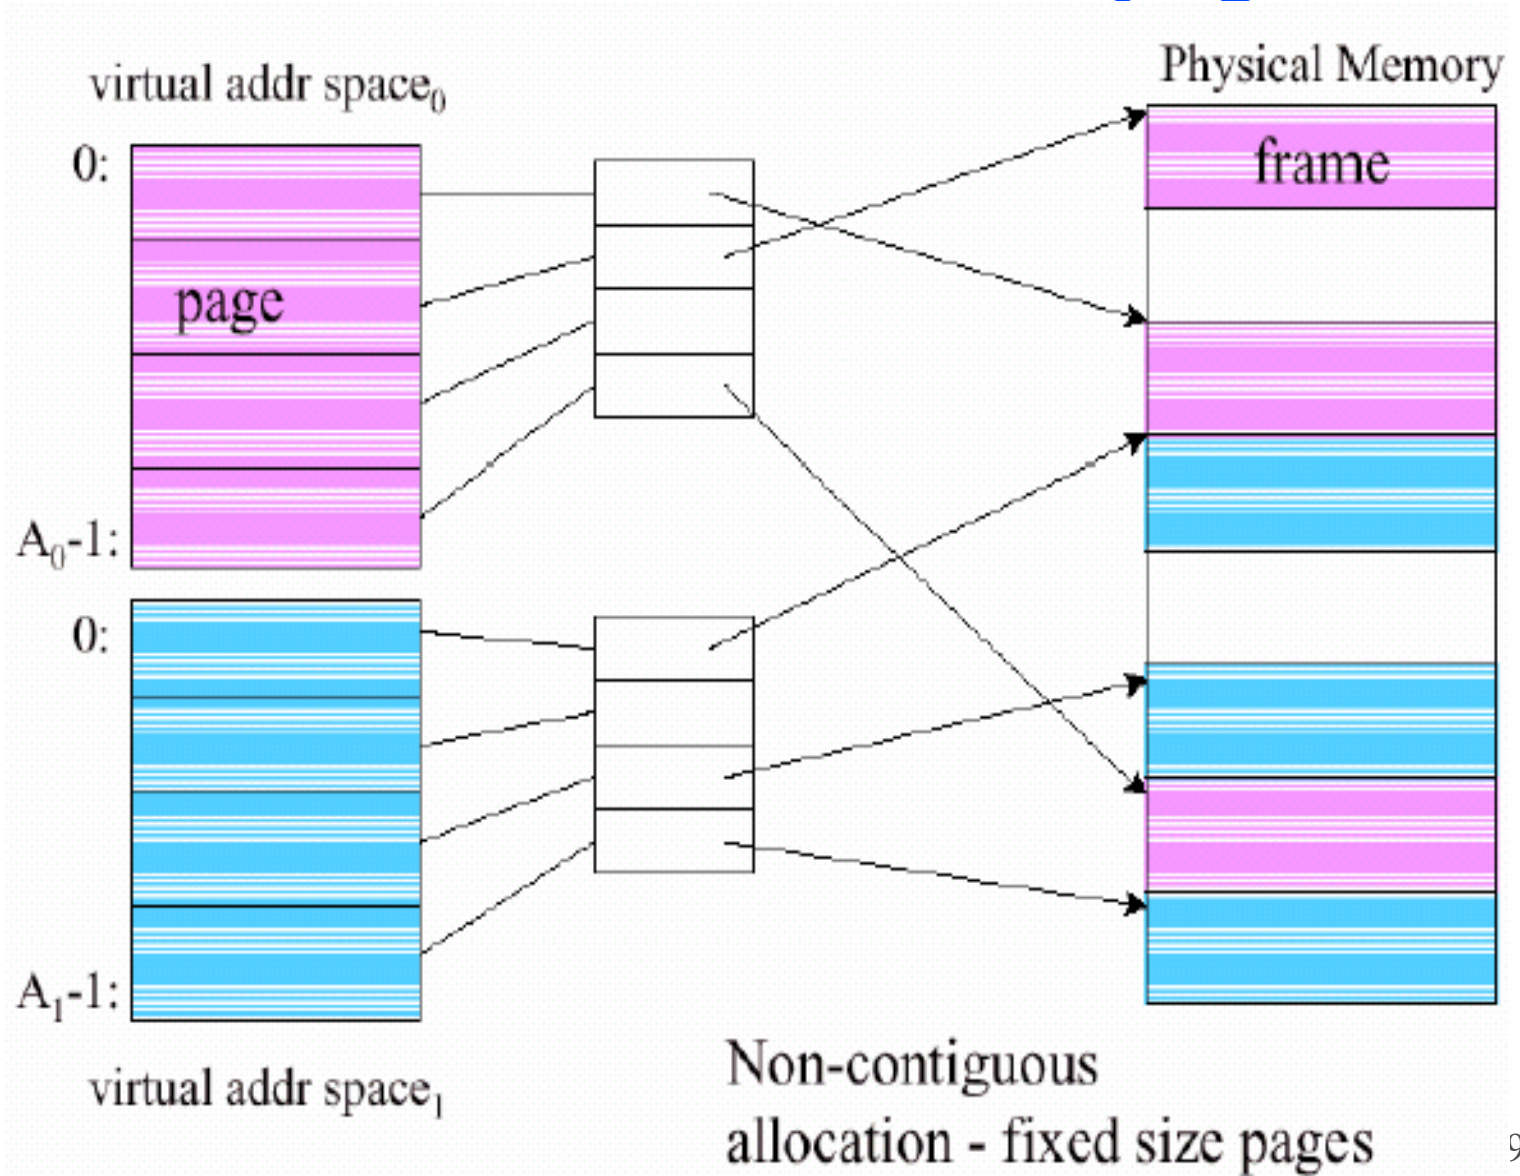 Physical Memory
virtual addr space₀
0:
frame
page
A₀-1:
0:
A₁-1:
Non-contiguous
virtual addr space₁
allocation - fixed size pages
9